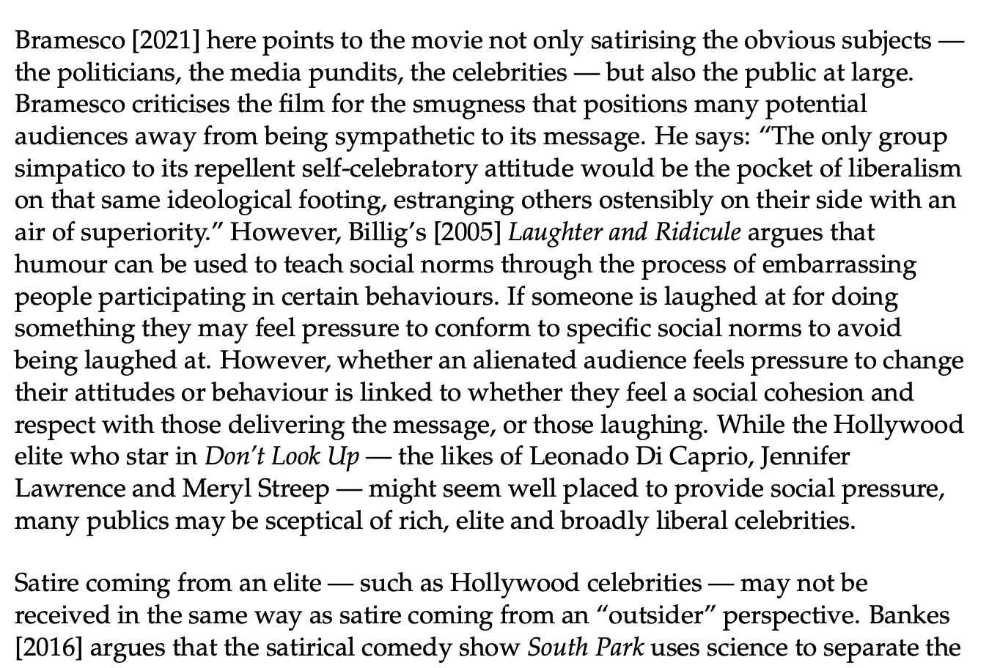 Bramesco [2021] here points to the movie not only satirising the obvious subjects —
the politicians, the media pundits, the celebrities — but also the public at large.
Bramesco criticises the film for the smugness that positions many potential
audiences away from being sympathetic to its message. He says: “The only group
simpatico to its repellent self-celebratory attitude would be the pocket of liberalism
on that same ideological footing, estranging others ostensibly on their side with an
air of superiority.” However, Billig’s [2005] Laughter and Ridicule argues that
humour can be used to teach social norms through the process of embarrassing
people participating in certain behaviours. If someone is laughed at for doing
something they may feel pressure to conform to specific social norms to avoid
being laughed at. However, whether an alienated audience feels pressure to change
their attitudes or behaviour is linked to whether they feel a social cohesion and
respect with those delivering the message, or those laughing. While the Hollywood
elite who star in Don’t Look Up — the likes of Leonado Di Caprio, Jennifer
Lawrence and Meryl Streep — might seem well placed to provide social pressure,
many publics may be sceptical of rich, elite and broadly liberal celebrities.
Satire coming from an elite — such as Hollywood celebrities — may not be
received in the same way as satire coming from an “outsider” perspective. Bankes
[2016] argues that the satirical comedy show South Park uses science to separate the